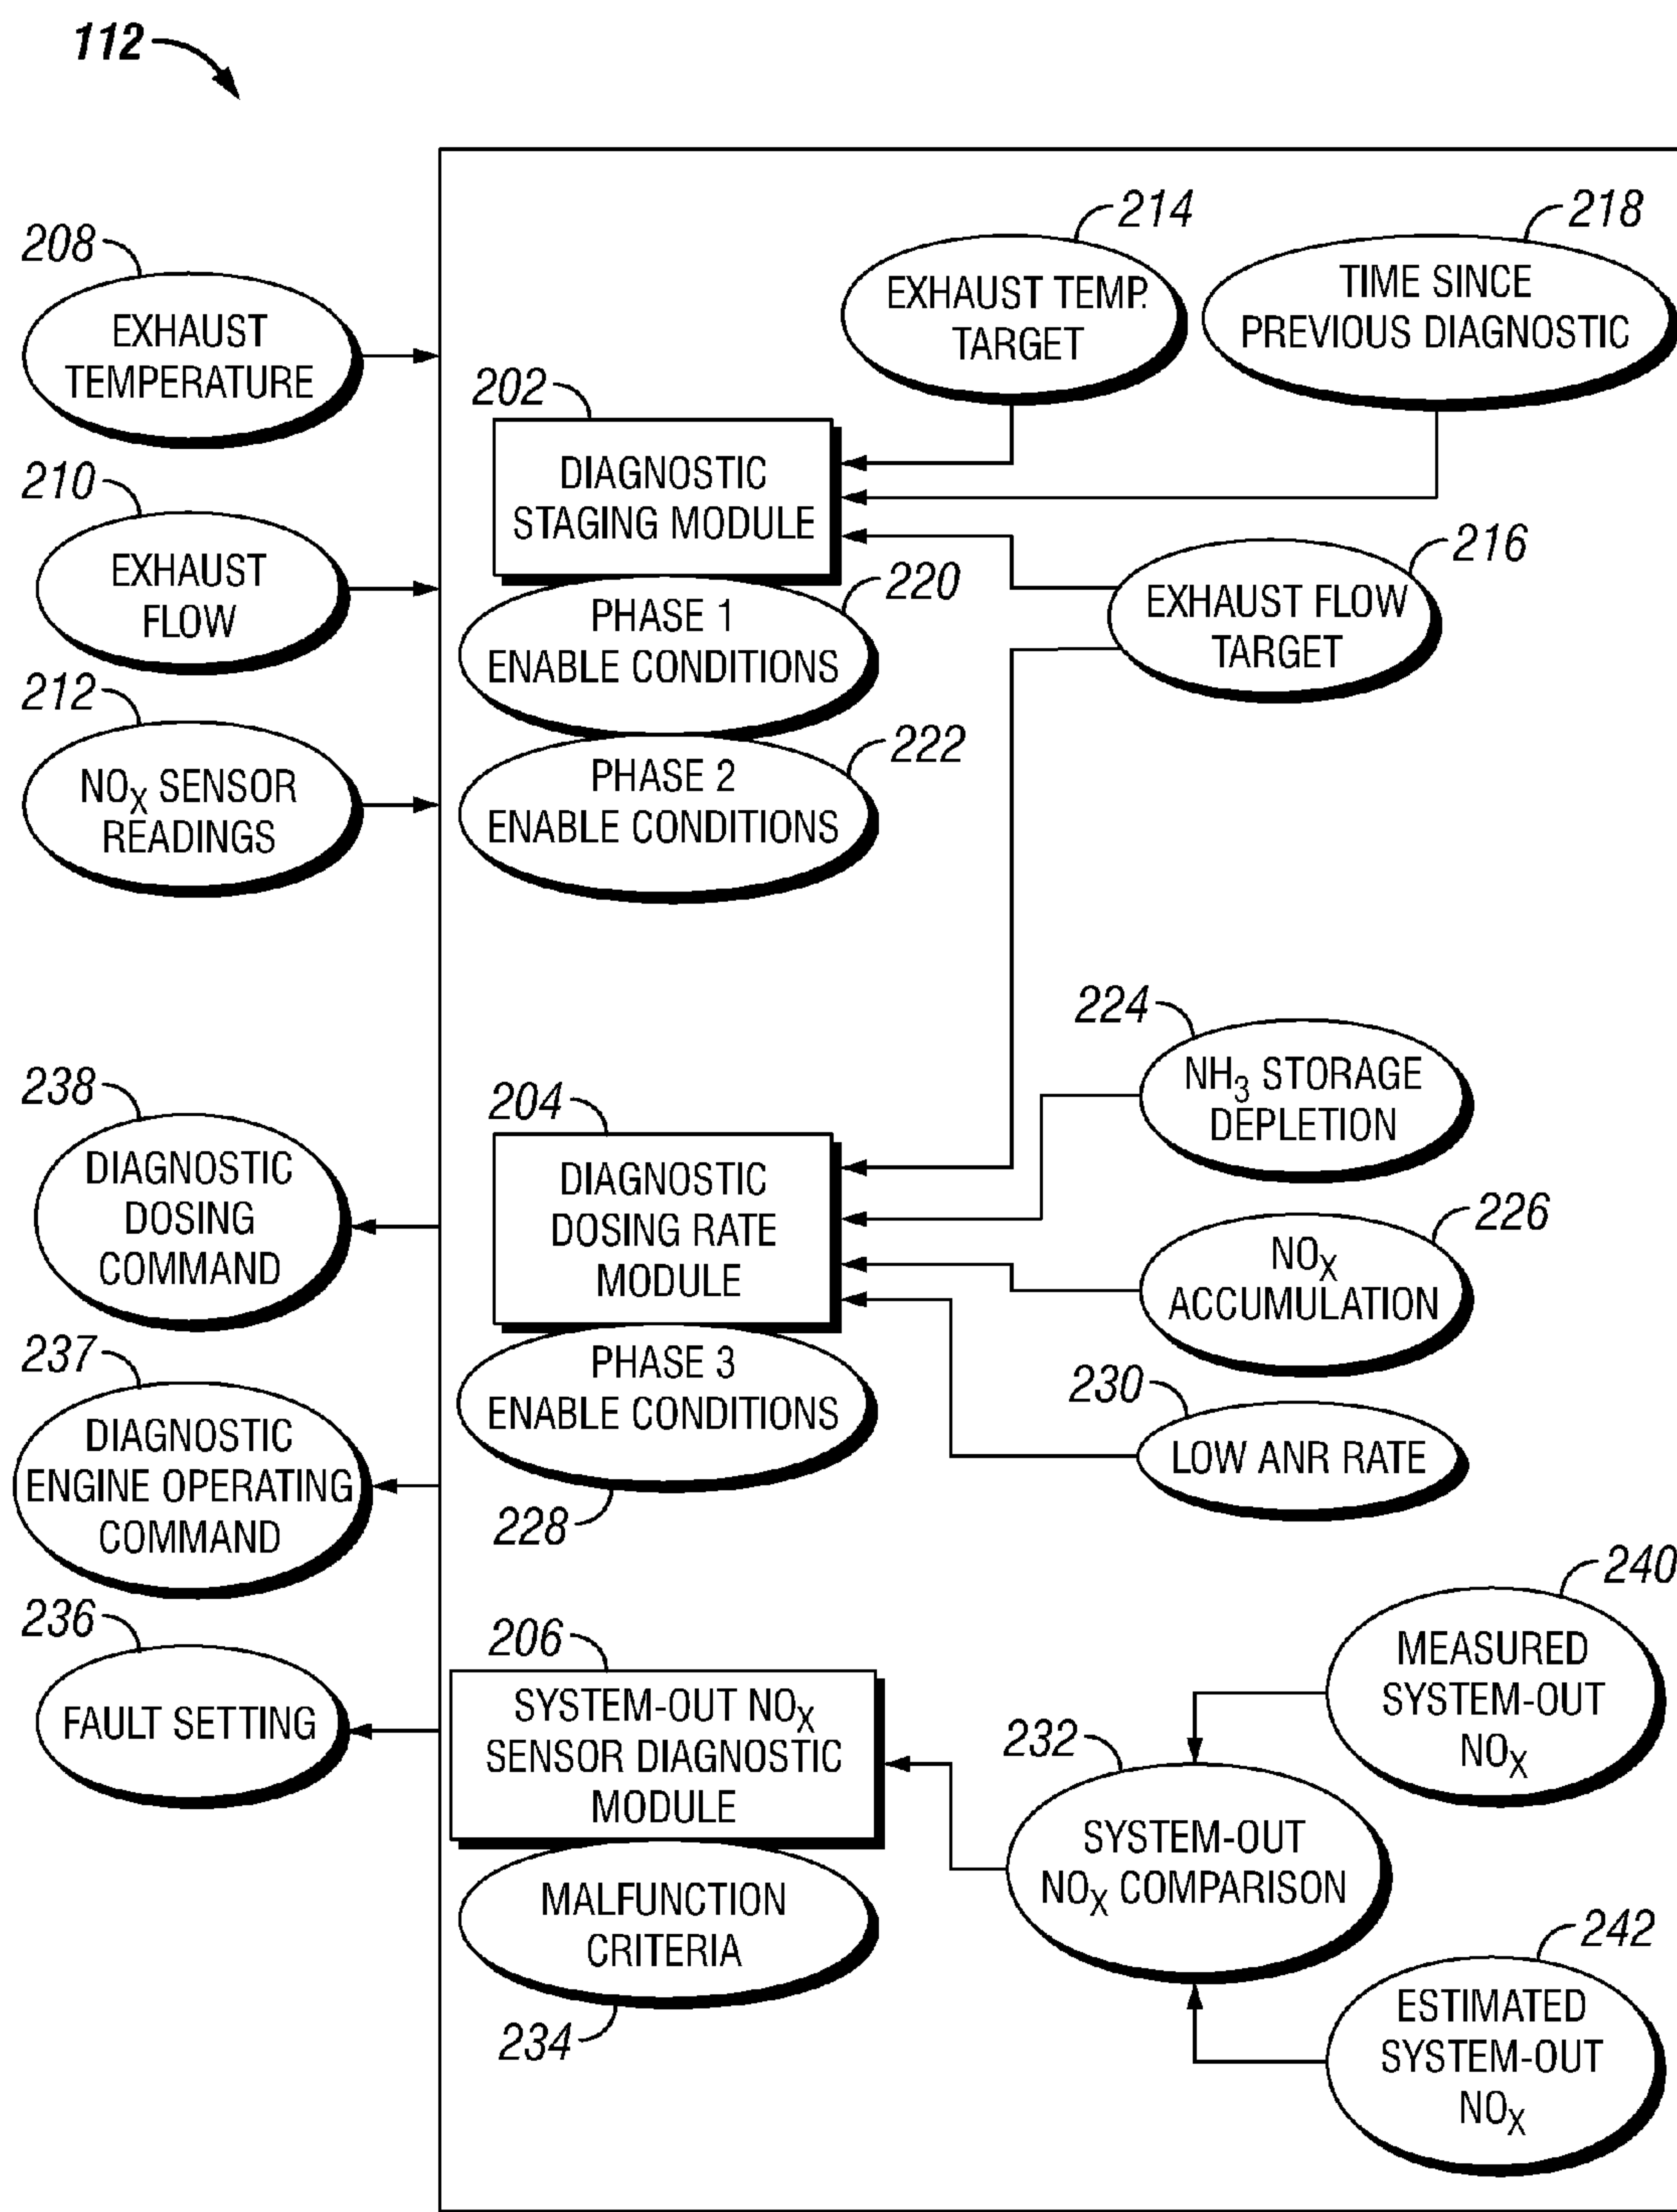 112
208
EXHAUST
TEMPERATURE
210
EXHAUST
FLOW
212
NOX SENSOR
READINGS
214
EXHAUST TEMP.
TARGET
218
TIME SINCE
PREVIOUS DIAGNOSTIC
202
DIAGNOSTIC
STAGING MODULE
216
EXHAUST FLOW
TARGET
220
PHASE 1
ENABLE CONDITIONS
222
PHASE 2
ENABLE CONDITIONS
238
DIAGNOSTIC
DOSING
COMMAND
237
DIAGNOSTIC
ENGINE OPERATING
COMMAND
236
FAULT SETTING
204
DIAGNOSTIC
DOSING RATE
MODULE
PHASE 3
ENABLE CONDITIONS
228
224
NH3 STORAGE
DEPLETION
226
NOX
ACCUMULATION
230
LOW ANR RATE
206
SYSTEM-OUT NOX
SENSOR DIAGNOSTIC
MODULE
MALFUNCTION
CRITERIA
234
232
SYSTEM-OUT
NOX COMPARISON
240
MEASURED
SYSTEM-OUT
NOX
242
ESTIMATED
SYSTEM-OUT
NOX